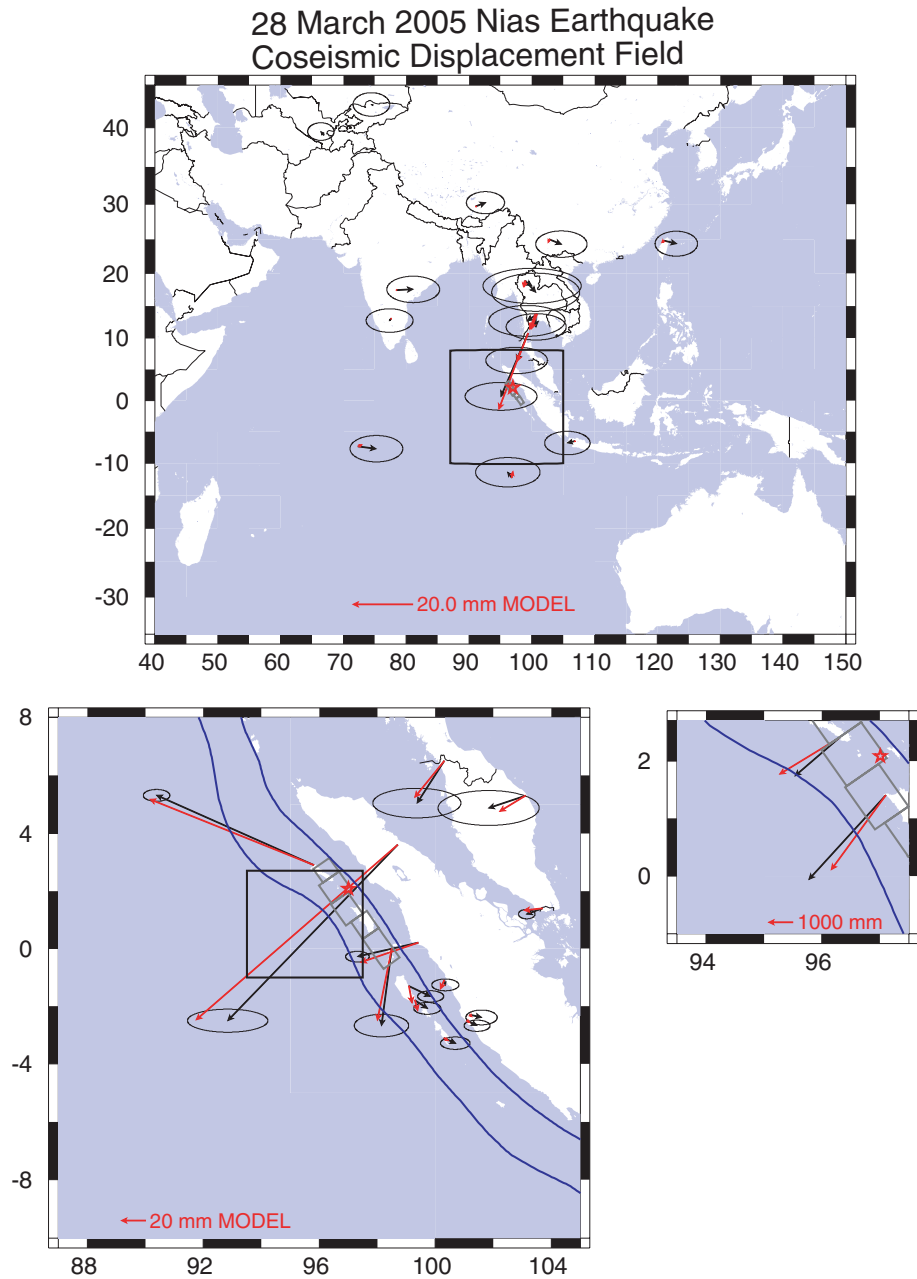 28 March 2005 Nias Earthquake
Coseismic Displacement Field
40
30
20
10
0
-10
-20
-30
20.0 mm MODEL
40 50 60 70 80 90 100 110 120 130 140 150
8
4
0
-4
-8
20 mm MODEL
88 92 96 100 104
2
0
1000 mm
94 96